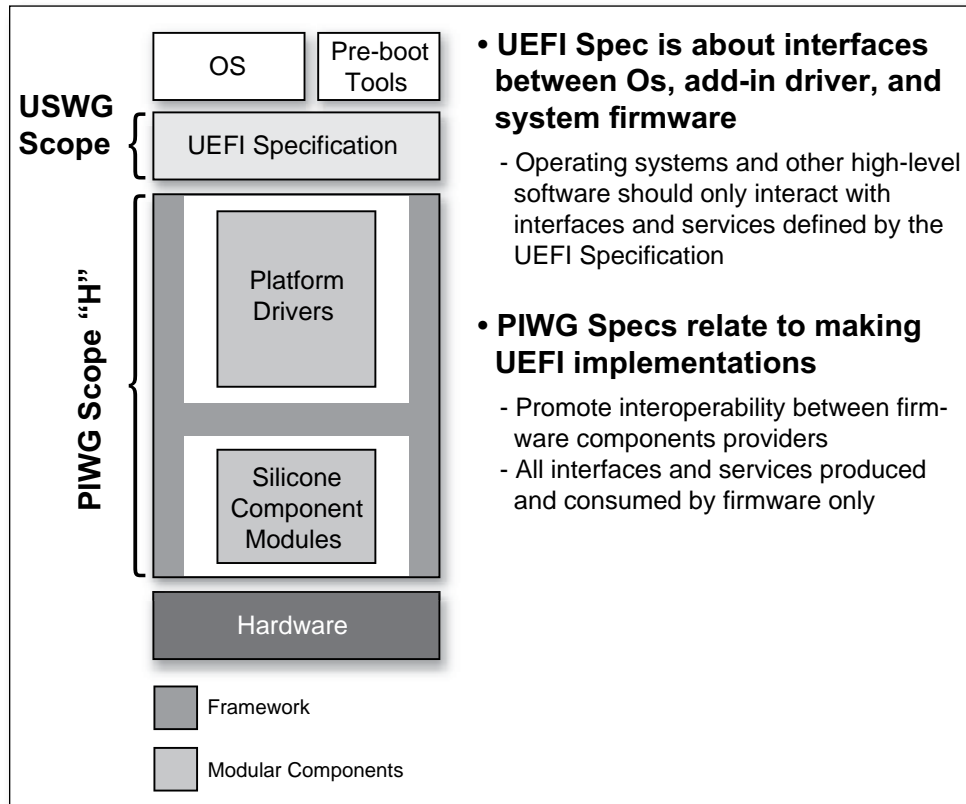 OS
Pre-boot
Tools
USWG
Scope
UEFI Specification
PIWG Scope “H”
Platform
Drivers
Silicone
Component
Modules
Hardware
Framework
Modular Components
• UEFI Spec is about interfaces
between Os, add-in driver, and
system firmware
- Operating systems and other high-level
software should only interact with
interfaces and services defined by the
UEFI Specification
• PIWG Specs relate to making
UEFI implementations
- Promote interoperability between firm-
ware components providers
- All interfaces and services produced
and consumed by firmware only